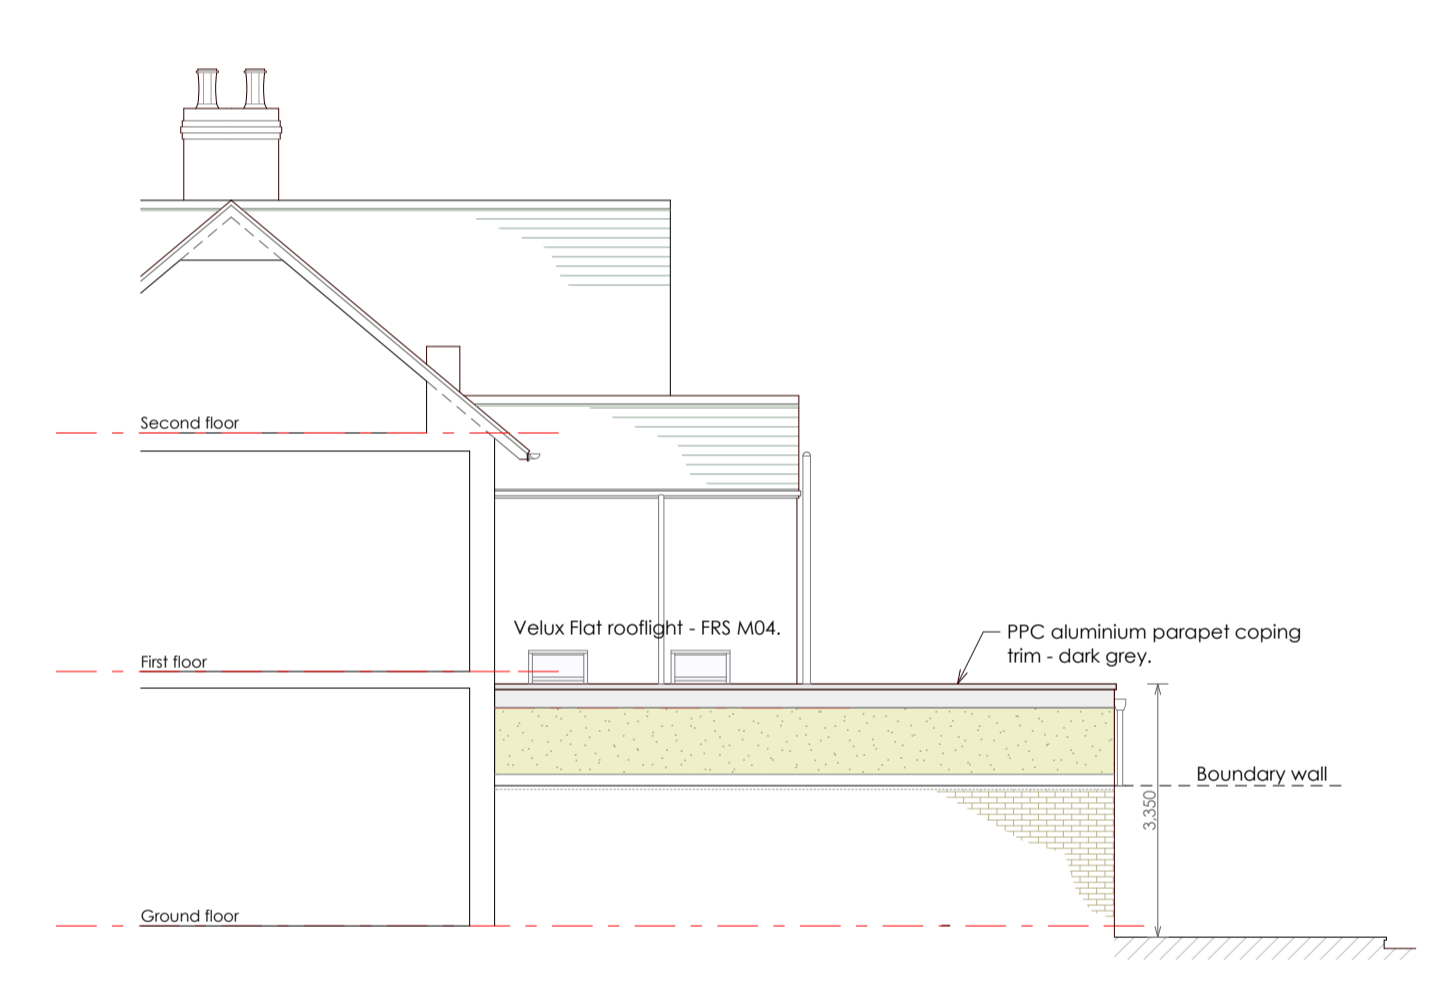 Second floor
Velux Flat rooflight - FRS M04.
PPC aluminium parapet coping
trim - dark grey.
First floor
Boundary wall
3,350
Ground floor